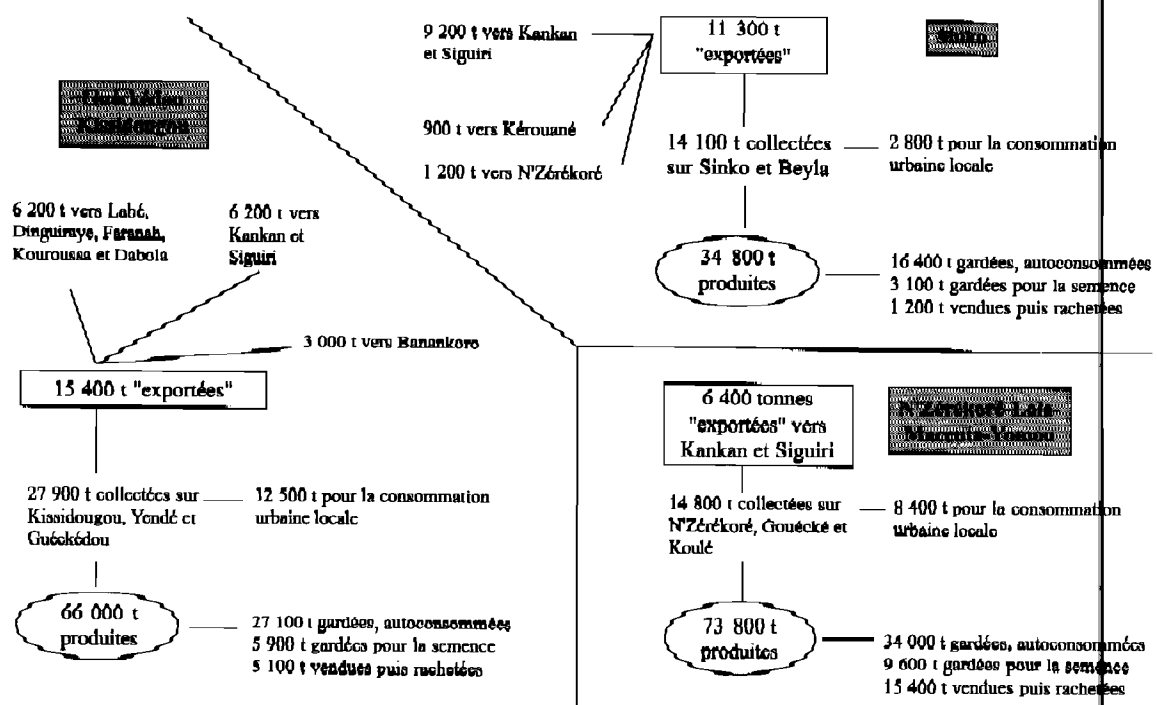 Kissidougou
6 200 t vers Labé,
Dinguiraye, Faranah,
Kouroussa et Dabola
6 200 t vers
Kankan et
Siguiri
3 000 t vers Banankoro
15 400 t "exportées"
27 900 t collectées sur
Kissidougou, Yendé et
Guéckédou
12 500 t pour la consommation
urbaine locale
66 000 t
produites
27 100 t gardées, autoconsommées
5 900 t gardées pour la semence
5 100 t vendues puis rachetées
9 200 t vers Kankan
et Siguiri
900 t vers Kérouané
1 200 t vers N'Zérékoré
11 300 t
"exportées"
14 100 t collectées
sur Sinko et Beyla
2 800 t pour la consommation
urbaine locale
34 800 t
produites
16 400 t gardées, autoconsommées
3 100 t gardées pour la semence
1 200 t vendues puis rachetées
6 400 tonnes
"exportées" vers
Kankan et Siguiri
N'Zérékoré-Lola
Macenta-Yomou
14 800 t collectées sur
N'Zérékoré, Gouécké et
Koulé
8 400 t pour la consommation
urbaine locale
73 800 t
produites
34 000 t gardées, autoconsommées
9 600 t gardées pour la semence
15 400 t vendues puis rachetées